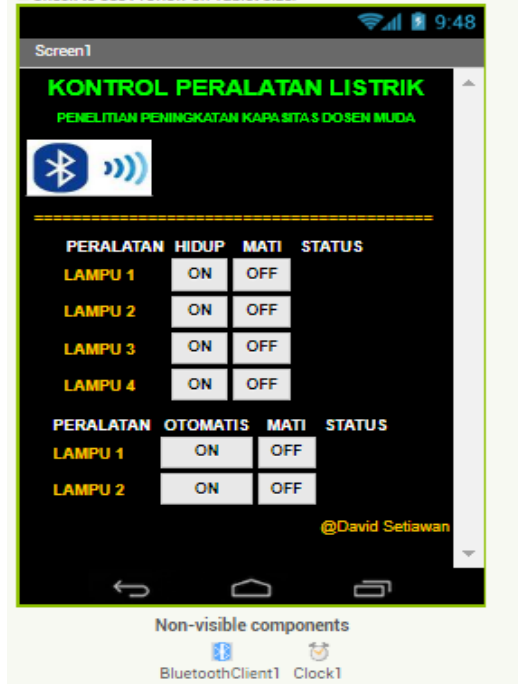 9:48
Screen1
KONTROL PERALATAN LISTRIK
PENELITIAN PENINGKATAN KAPASITAS DOSEN MUDA
==========================================
PERALATAN HIDUP MATI STATUS
LAMPU 1 ON OFF
LAMPU 2 ON OFF
LAMPU 3 ON OFF
LAMPU 4 ON OFF
PERALATAN OTOMATIS MATI STATUS
LAMPU 1 ON OFF
LAMPU 2 ON OFF
@David Setiawan
Non-visible components
BluetoothClient1 Clock1